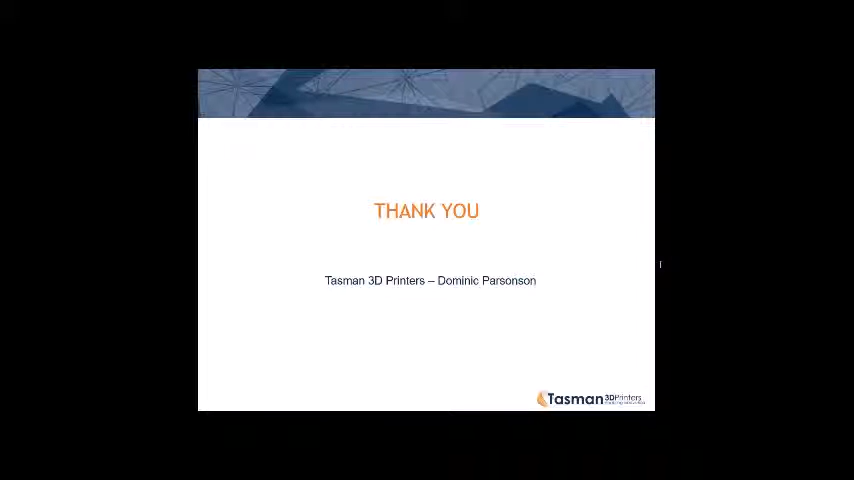 THANK YOU
Tasman 3D Printers – Dominic Parsonson
Tasman 3DPrinters